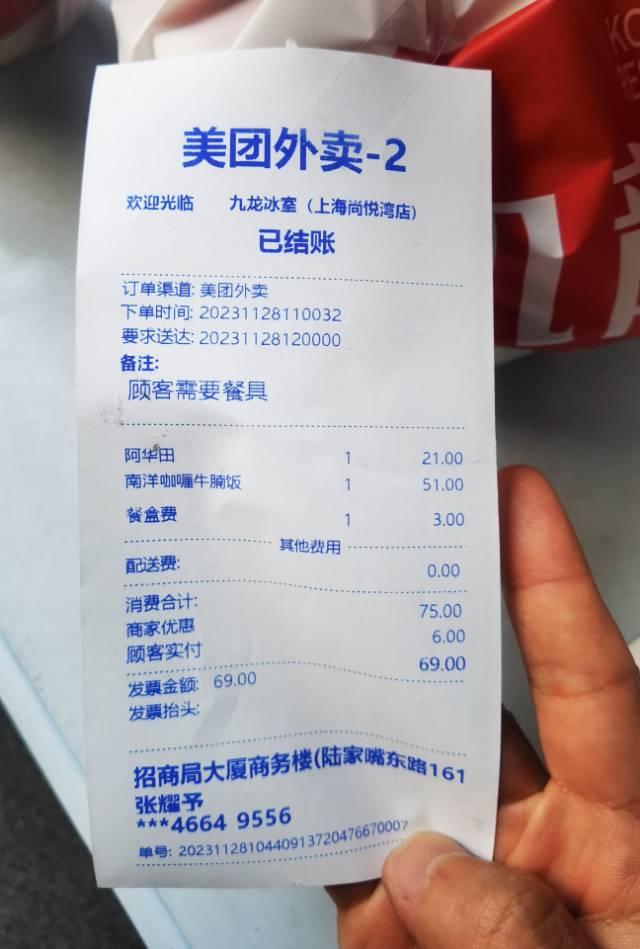 美团外卖-2
欢迎光临 九龙冰室（上海尚悦湾店）
已结账
订单渠道: 美团外卖
下单时间: 20231128110032
要求送达: 20231128120000
备注:
顾客需要餐具
阿华田 1 21.00
南洋咖喱牛腩饭 1 51.00
餐盒费 1 3.00
其他费用
配送费: 0.00
消费合计: 75.00
商家优惠 6.00
顾客实付 69.00
发票金额: 69.00
发票抬头:
招商局大厦商务楼(陆家嘴东路161
张耀予
***4664 9556
单号: 2023112810440913720476670007